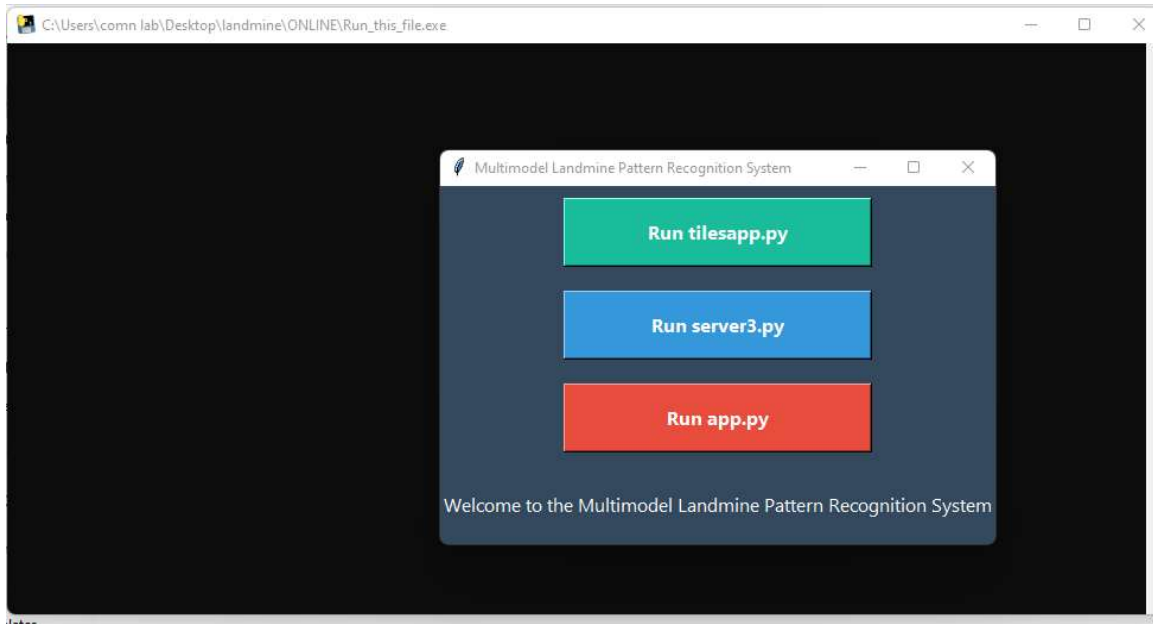 C:\Users\comn lab\Desktop\landmine\ONLINE\Run_this_file.exe
Multimodel Landmine Pattern Recognition System
Run tilesapp.py
Run server3.py
Run app.py
Welcome to the Multimodel Landmine Pattern Recognition System